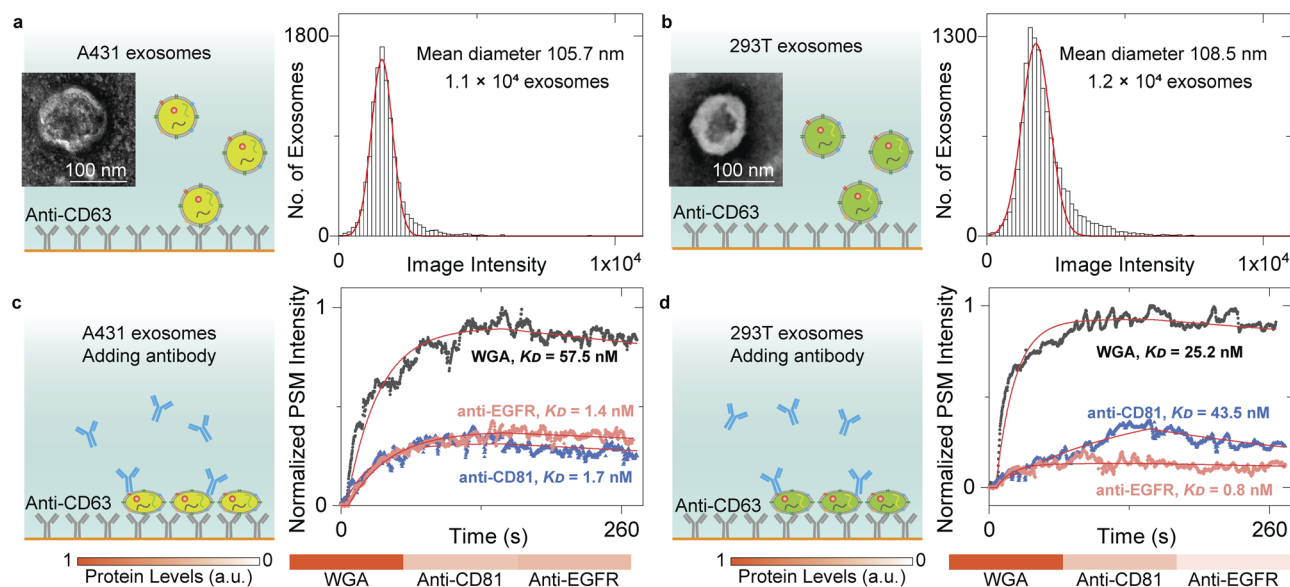 a
A431 exosomes
100 nm
Anti-CD63
No. of Exosomes
1800
0
Mean diameter 105.7 nm
1.1 × 10⁴ exosomes
0
Image Intensity
1x10⁴
b
293T exosomes
100 nm
Anti-CD63
No. of Exosomes
1300
0
Mean diameter 108.5 nm
1.2 × 10⁴ exosomes
0
Image Intensity
1x10⁴
c
A431 exosomes
Adding antibody
Anti-CD63
1
0
Protein Levels (a.u.)
Normalized PSM Intensity
1
0
WGA, KD = 57.5 nM
anti-EGFR, KD = 1.4 nM
anti-CD81, KD = 1.7 nM
0
Time (s)
260
WGA
Anti-CD81
Anti-EGFR
d
293T exosomes
Adding antibody
Anti-CD63
1
0
Protein Levels (a.u.)
Normalized PSM Intensity
1
0
WGA, KD = 25.2 nM
anti-CD81, KD = 43.5 nM
anti-EGFR, KD = 0.8 nM
0
Time (s)
260
WGA
Anti-CD81
Anti-EGFR